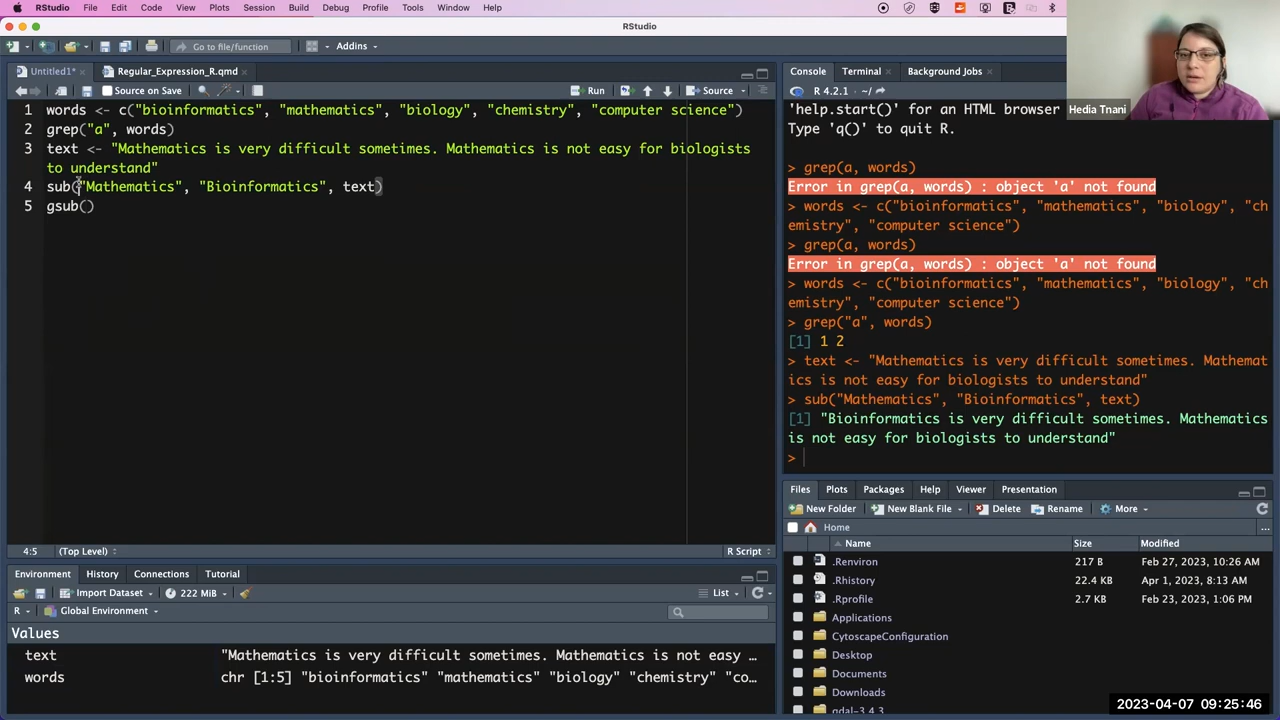 RStudio File Edit Code View Plots Session Build Debug Profile Tools Window Help
RStudio
Go to file/function Addins
Untitled1* Regular_Expression_R.qmd
Source on Save Run Source
1 words <- c("bioinformatics", "mathematics", "biology", "chemistry", "computer science")
2 grep("a", words)
3 text <- "Mathematics is very difficult sometimes. Mathematics is not easy for biologists
to understand"
4 sub("Mathematics", "Bioinformatics", text)
5 gsub()
4:5 (Top Level) R Script
Console Terminal Background Jobs
R 4.2.1 · ~/
'help.start()' for an HTML browser
Type 'q()' to quit R.
> grep(a, words)
Error in grep(a, words) : object 'a' not found
> words <- c("bioinformatics", "mathematics", "biology", "ch
emistry", "computer science")
> grep(a, words)
Error in grep(a, words) : object 'a' not found
> words <- c("bioinformatics", "mathematics", "biology", "ch
emistry", "computer science")
> grep("a", words)
[1] 1 2
> text <- "Mathematics is very difficult sometimes. Mathemat
ics is not easy for biologists to understand"
> sub("Mathematics", "Bioinformatics", text)
[1] "Bioinformatics is very difficult sometimes. Mathematics
is not easy for biologists to understand"
>
Hedia Tnani
Environment History Connections Tutorial
Import Dataset 222 MiB List
R Global Environment
Values
text "Mathematics is very difficult sometimes. Mathematics is not easy …
words chr [1:5] "bioinformatics" "mathematics" "biology" "chemistry" "co…
Files Plots Packages Help Viewer Presentation
New Folder New Blank File Delete Rename More
Home ...
Name Size Modified
.Renviron 217 B Feb 27, 2023, 10:26 AM
.Rhistory 22.4 KB Apr 1, 2023, 8:13 AM
.Rprofile 2.7 KB Feb 23, 2023, 1:06 PM
Applications
CytoscapeConfiguration
Desktop
Documents
Downloads
gdal-3.4.3
2023-04-07 09:25:46